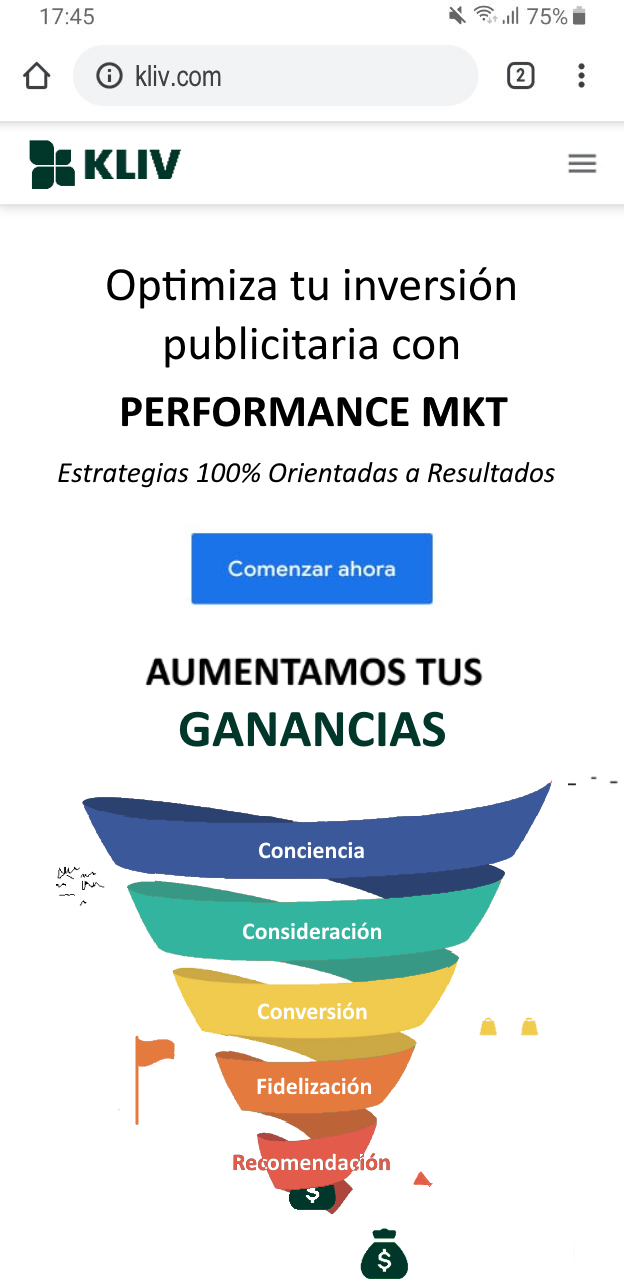 17:45
75%
kliv.com
2
KLIV
Optimiza tu inversión
publicitaria con
PERFORMANCE MKT
Estrategias 100% Orientadas a Resultados
Comenzar ahora
AUMENTAMOS TUS
GANANCIAS
Conciencia
Consideración
Conversión
Fidelización
Recomendación
$
$